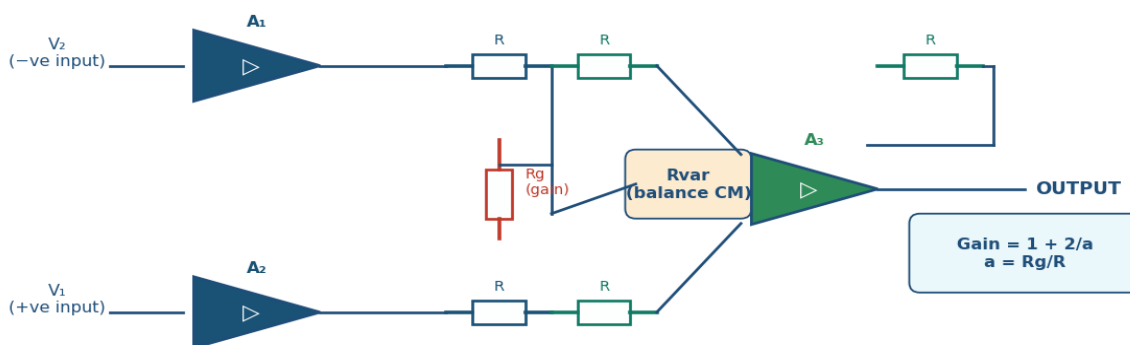 A₁
V₂
(−ve input)
▷
R
R
R
A₃
Rg
(gain)
Rvar
(balance CM)
▷
OUTPUT
Gain = 1 + 2/a
a = Rg/R
A₂
V₁
(+ve input)
▷
R
R